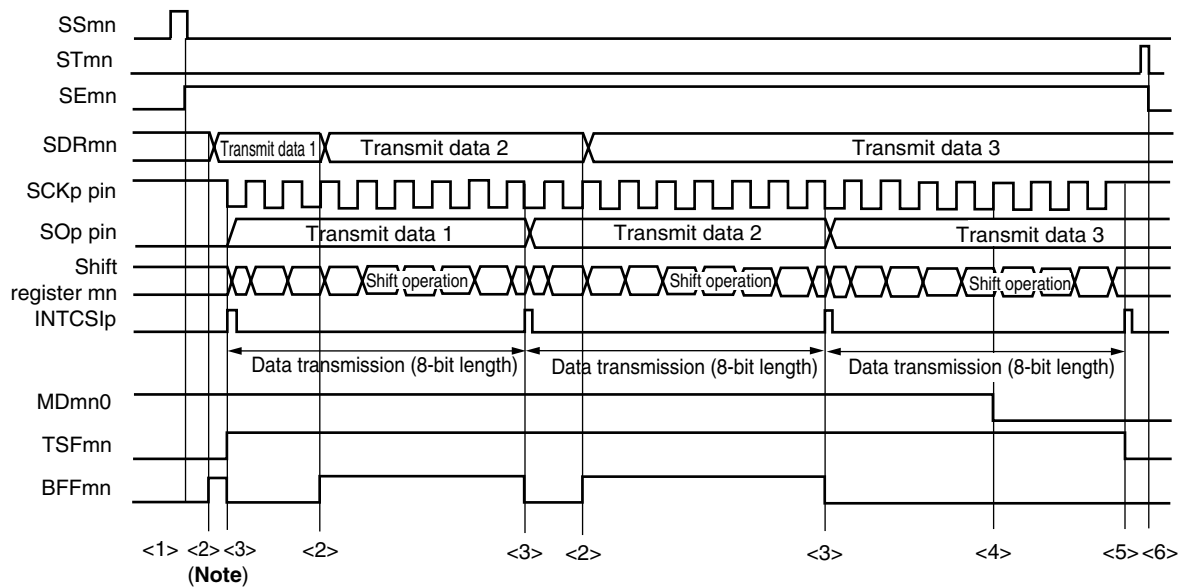 SSmn
STmn
SEmn
SDRmn Transmit data 1 Transmit data 2 Transmit data 3
SCKp pin
SOp pin Transmit data 1 Transmit data 2 Transmit data 3
Shift
register mn Shift operation Shift operation Shift operation
INTCSIp
Data transmission (8-bit length) Data transmission (8-bit length) Data transmission (8-bit length)
MDmn0
TSFmn
BFFmn
<1> <2> <3> <2> <3> <2> <3> <4> <5> <6>
(Note)